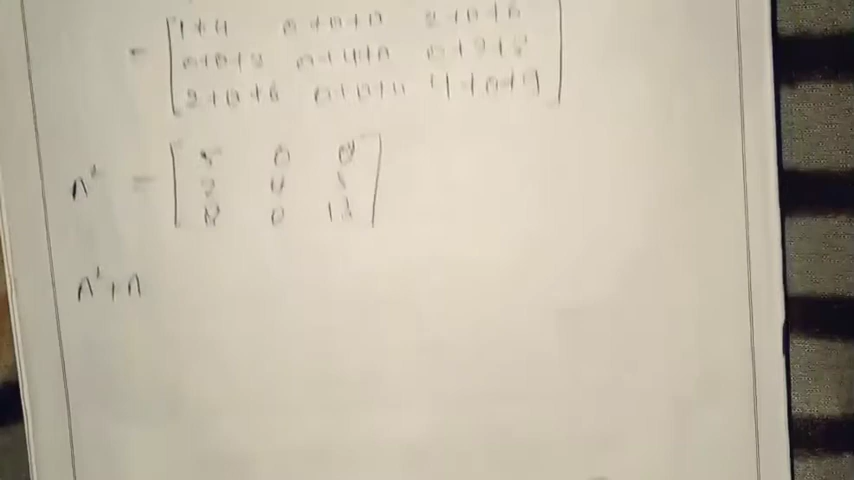 = [1+4 0+0+0 2+0+6
0+0+2 0+4+0 0+2+3
2+0+6 0+0+0 4+0+9]
A² = [5 0 8
2 4 5
8 0 13]
A² + A